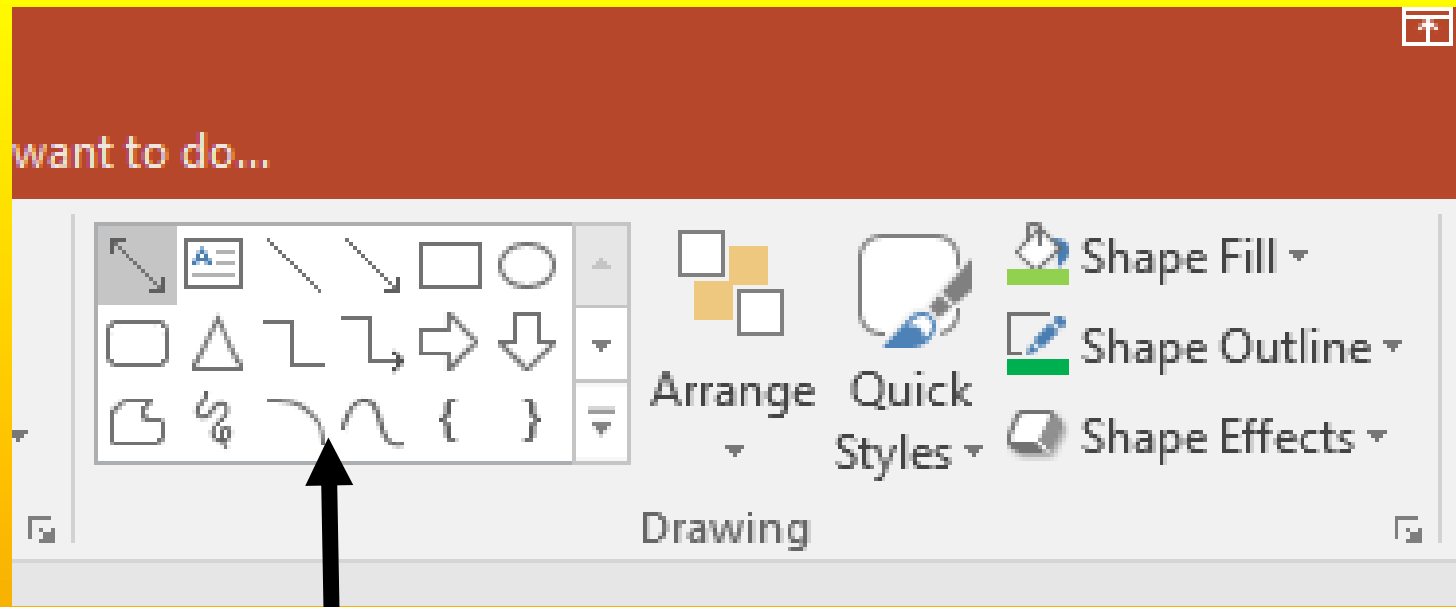 want to do...
Shape Fill
Shape Outline
Arrange
Quick
Styles
Shape Effects
Drawing